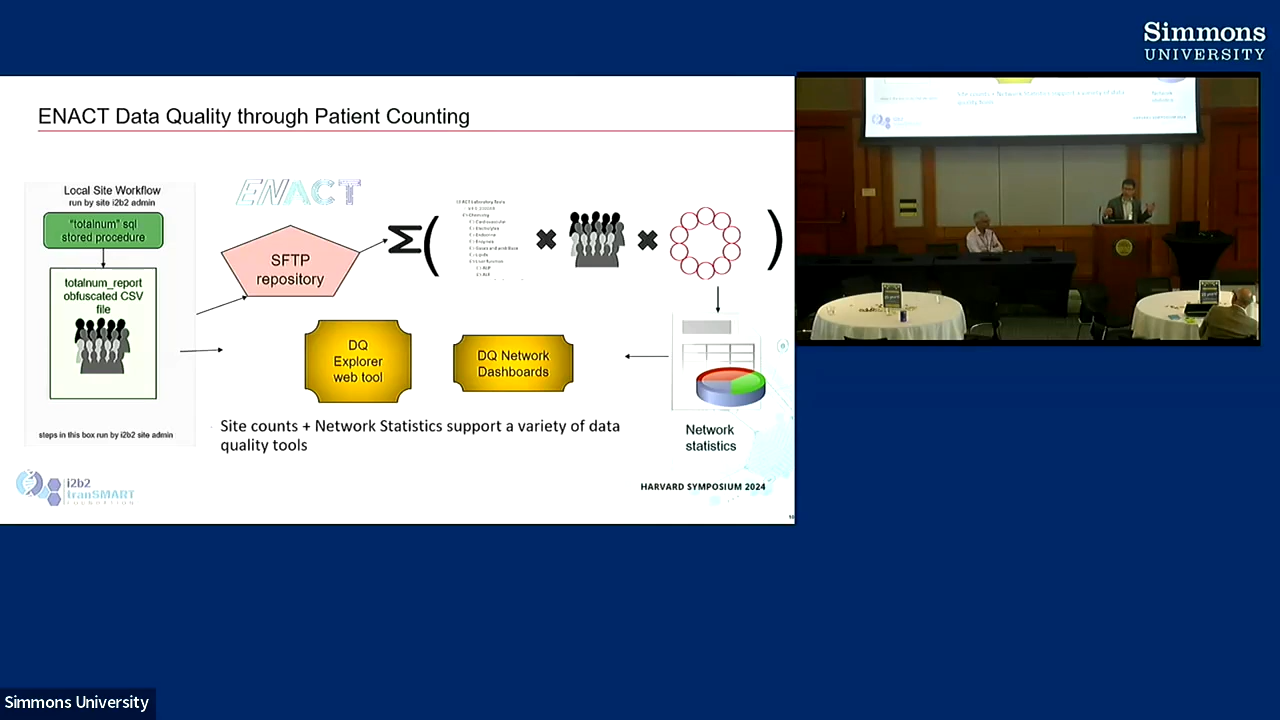 Simmons
UNIVERSITY
ENACT Data Quality through Patient Counting
Local Site Workflow
run by site i2b2 admin
"totalnum" sql
stored procedure
totalnum_report
obfuscated CSV
file
steps in this box run by i2b2 site admin
ENACT
SFTP
repository
Σ(
)
DQ
Explorer
web tool
DQ Network
Dashboards
Network
statistics
Site counts + Network Statistics support a variety of data
quality tools
i2b2
tranSMART
FOUNDATION
HARVARD SYMPOSIUM 2024
Simmons University